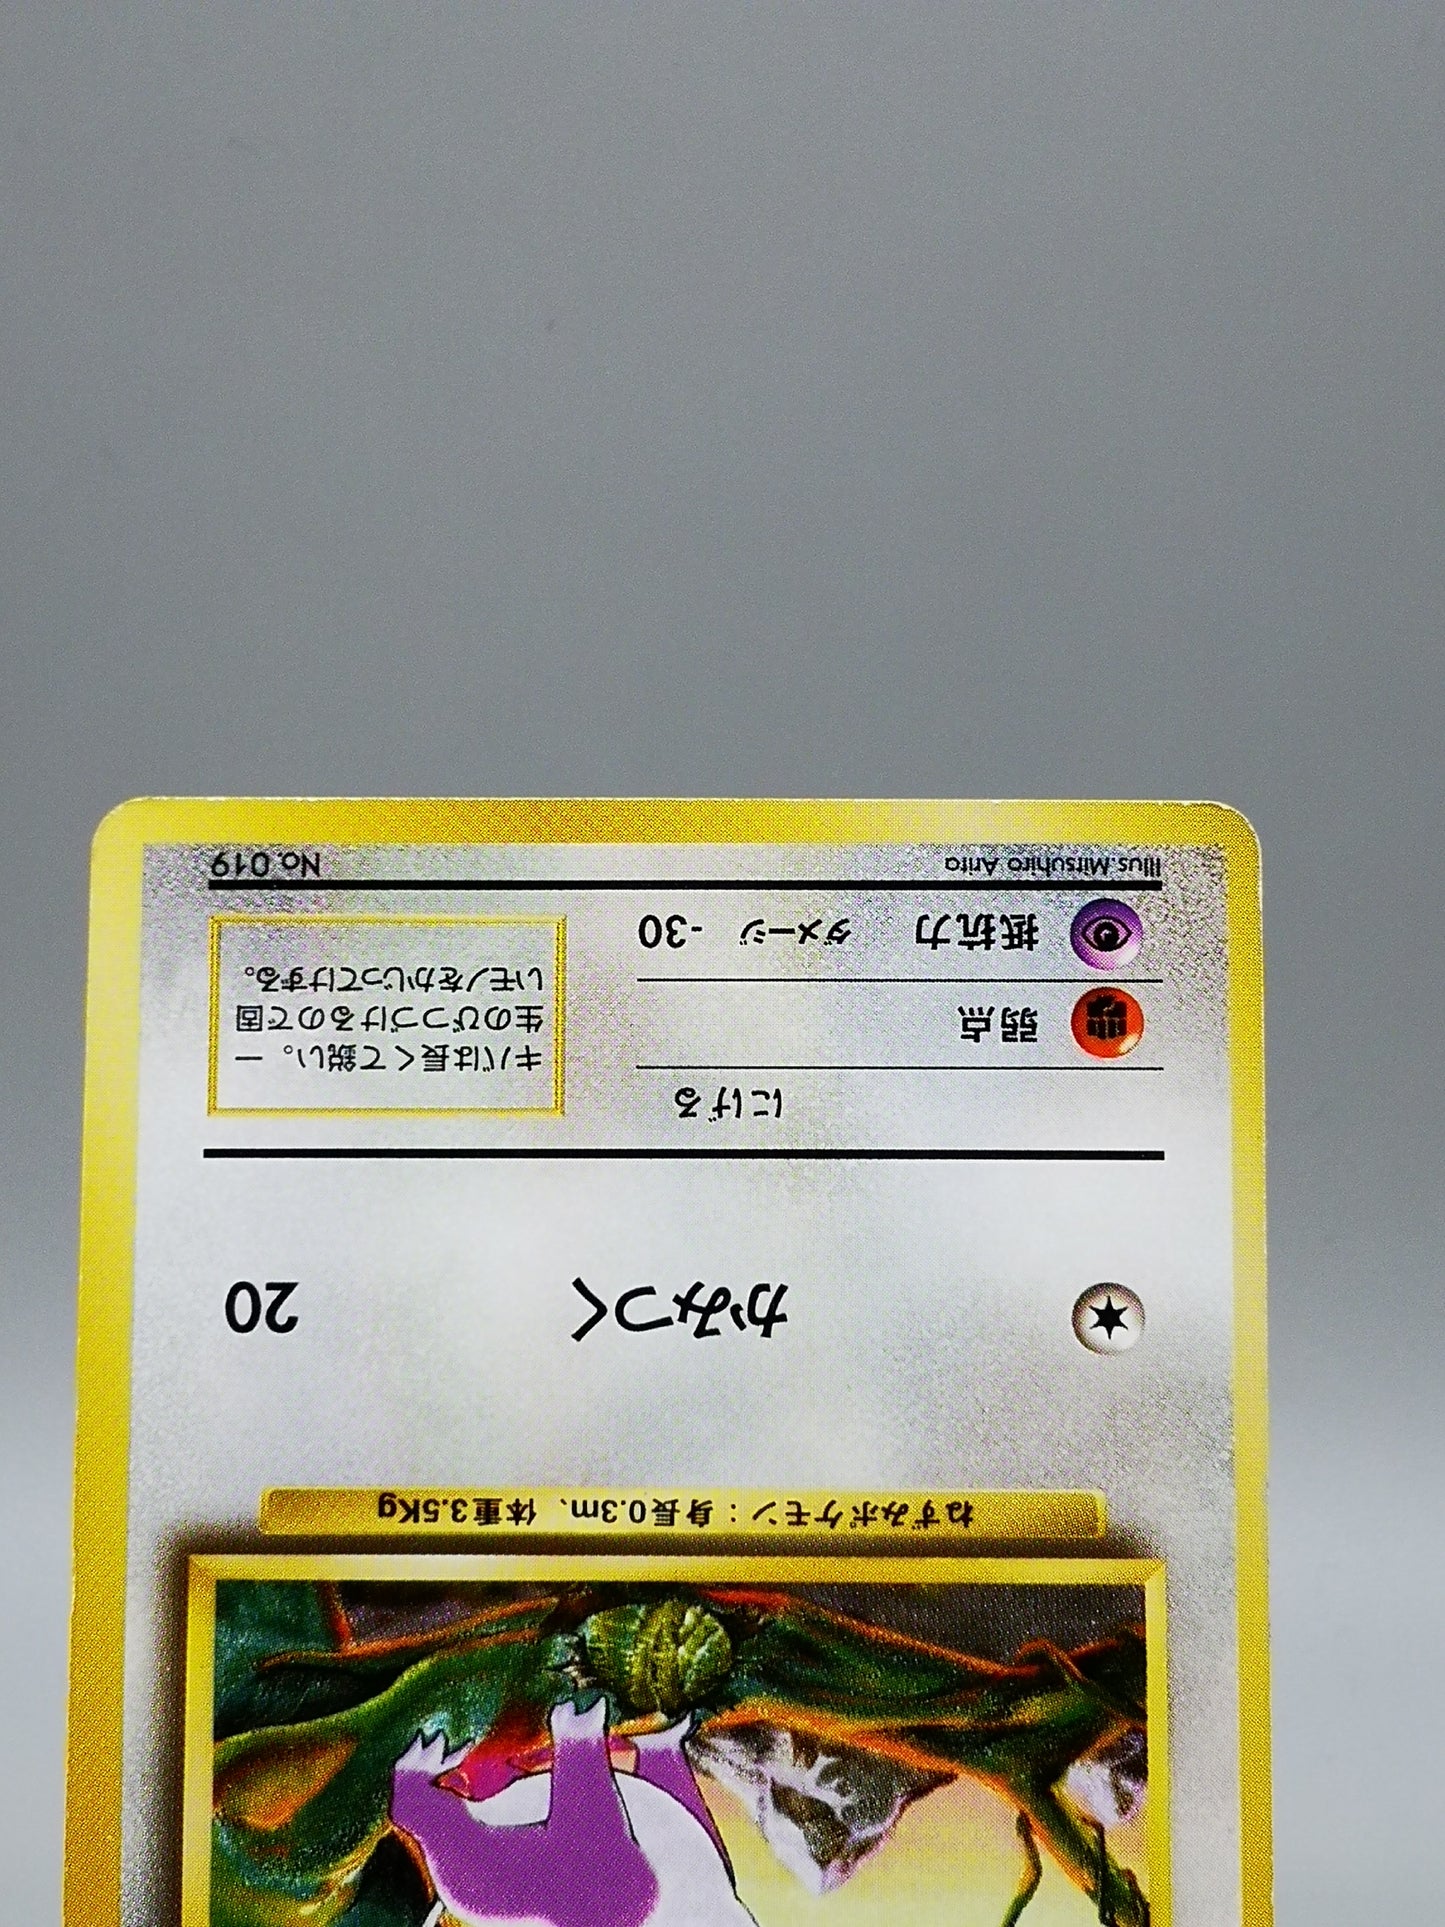 ねずみポケモン：身長0.3m、体重3.5Kg
かみつく 20
にげる
弱点
抵抗力 ダメージ -30
キバは長くて鋭い。一
生のびつづけるので固
いモノをかじってけずる。
Illus.Mitsuhiro Arita No.019